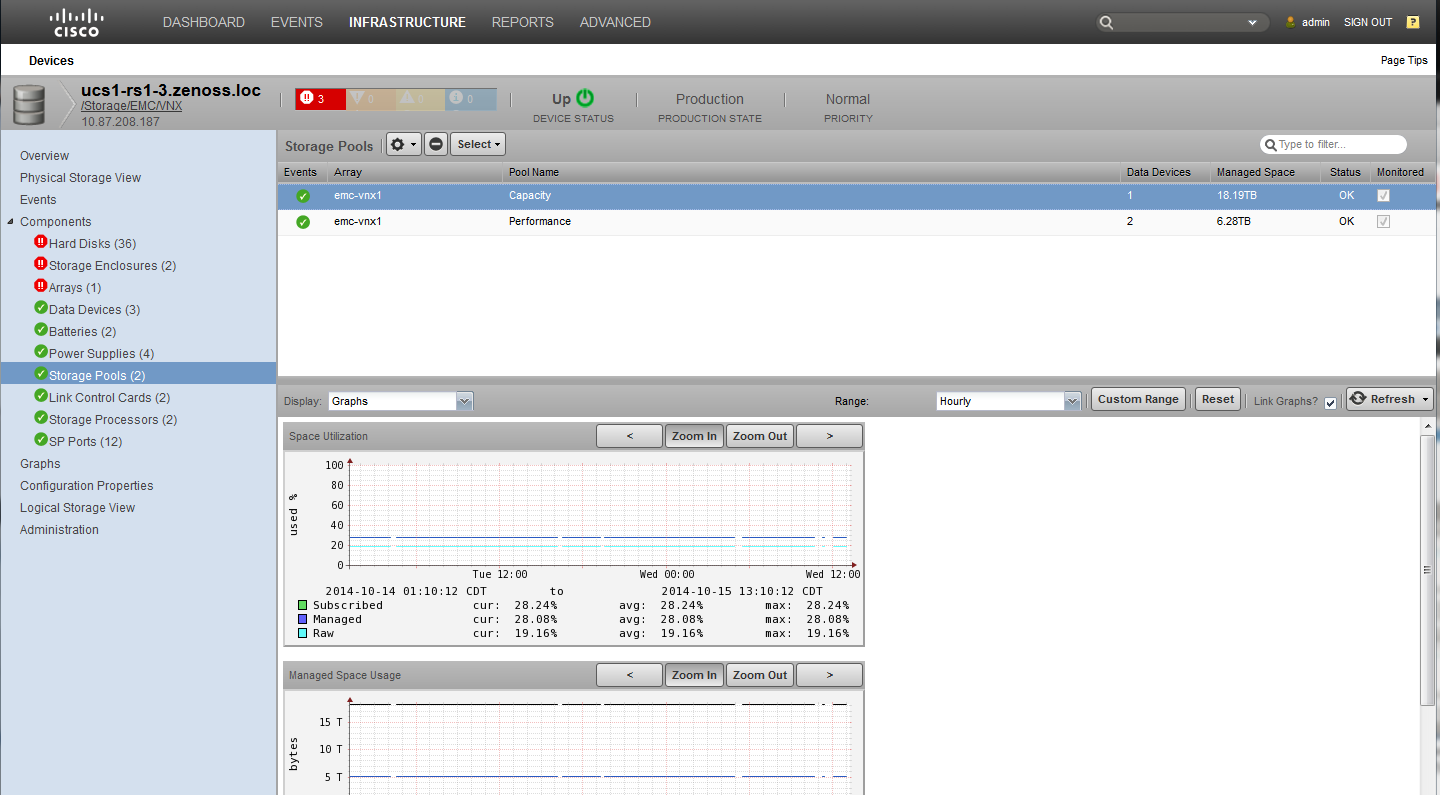 cisco
DASHBOARD EVENTS INFRASTRUCTURE REPORTS ADVANCED
admin SIGN OUT ?
Devices
Page Tips
ucs1-rs1-3.zenoss.loc
/Storage/EMC/VNX
10.87.208.187
3 0 0 0
Up
DEVICE STATUS
Production
PRODUCTION STATE
Normal
PRIORITY
Overview
Physical Storage View
Events
Components
Hard Disks (36)
Storage Enclosures (2)
Arrays (1)
Data Devices (3)
Batteries (2)
Power Supplies (4)
Storage Pools (2)
Link Control Cards (2)
Storage Processors (2)
SP Ports (12)
Graphs
Configuration Properties
Logical Storage View
Administration
Storage Pools Select Type to filter...
Events Array Pool Name Data Devices Managed Space Status Monitored
emc-vnx1 Capacity 1 18.19TB OK
emc-vnx1 Performance 2 6.28TB OK
Display: Graphs Range: Hourly Custom Range Reset Link Graphs? Refresh
Space Utilization < Zoom In Zoom Out >
used %
100
80
60
40
20
0
Tue 12:00 Wed 00:00 Wed 12:00
2014-10-14 01:10:12 CDT to 2014-10-15 13:10:12 CDT
Subscribed cur: 28.24% avg: 28.24% max: 28.24%
Managed cur: 28.08% avg: 28.08% max: 28.08%
Raw cur: 19.16% avg: 19.16% max: 19.16%
Managed Space Usage < Zoom In Zoom Out >
bytes
15 T
10 T
5 T